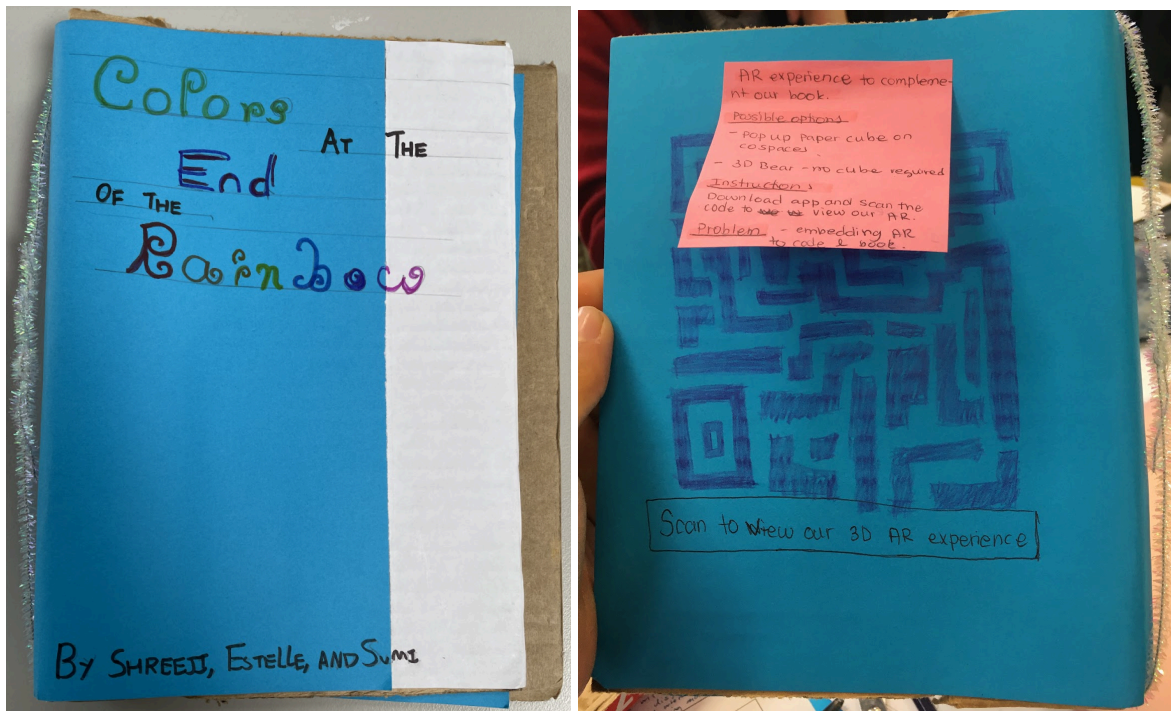 Colors
AT THE
End
OF THE
Rainbow
BY SHREEJI, ESTELLE, AND SUMI
AR experience to compleme-
nt our book.
Possible options
- Pop up Paper cube on
cospaces.
- 3D Bear - no cube required
Instructions
Download app and scan the
code to view our AR.
Problem - embedding AR
to code & book.
Scan to view our 3D AR experience